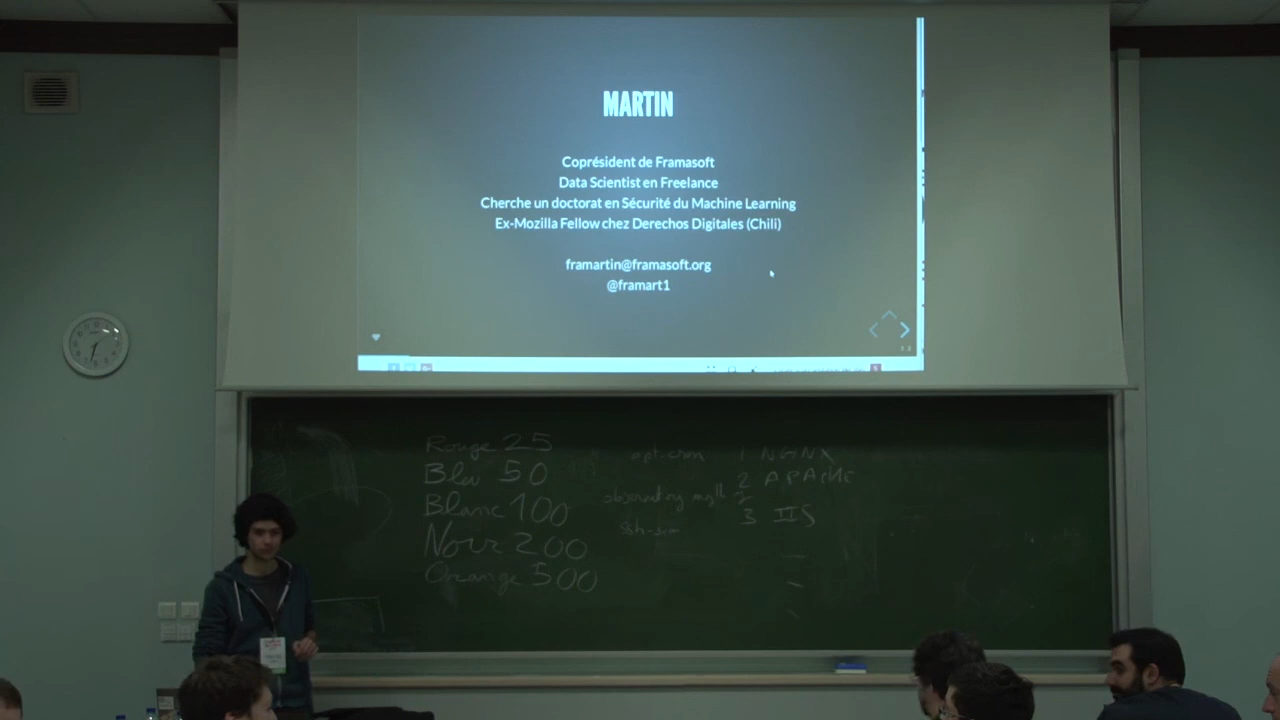 MARTIN
Coprésident de Framasoft
Data Scientist en Freelance
Cherche un doctorat en Sécurité du Machine Learning
Ex-Mozilla Fellow chez Derechos Digitales (Chili)
framartin@framasoft.org
@framart1
Rouge 25
Bleu 50
Blanc 100
Noir 200
Orange 500
1 NGNX
2 APACHE
3 IIS